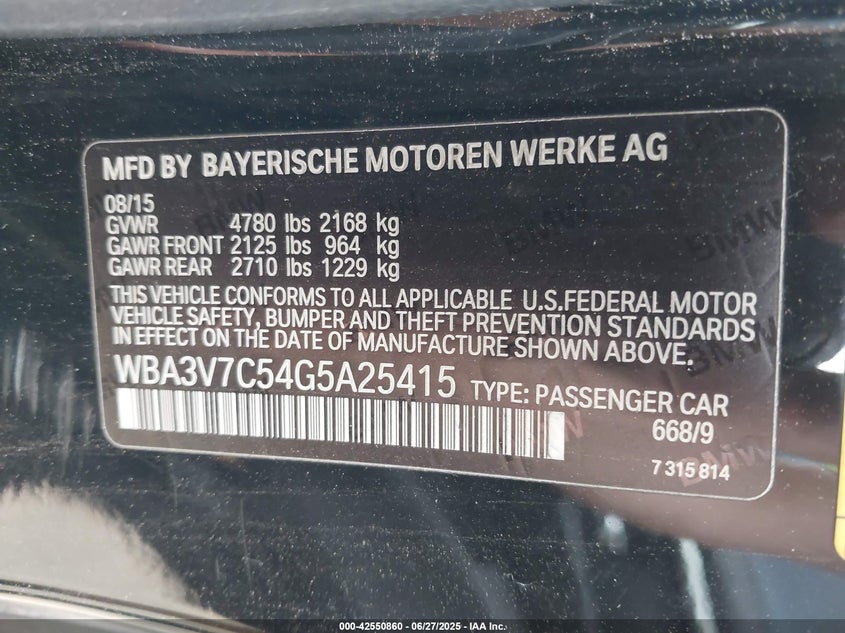 MFD BY BAYERISCHE MOTOREN WERKE AG
08/15
GVWR 4780 lbs 2168 kg
GAWR FRONT 2125 lbs 964 kg
GAWR REAR 2710 lbs 1229 kg
THIS VEHICLE CONFORMS TO ALL APPLICABLE U.S.FEDERAL MOTOR
VEHICLE SAFETY, BUMPER AND THEFT PREVENTION STANDARDS
IN EFFECT ON THE DATE OF MANUFACTURE SHOWN ABOVE.
WBA3V7C54G5A25415 TYPE: PASSENGER CAR
668/9
7 315 814
000-42550860 / 06/27/2025 - IAA Inc.